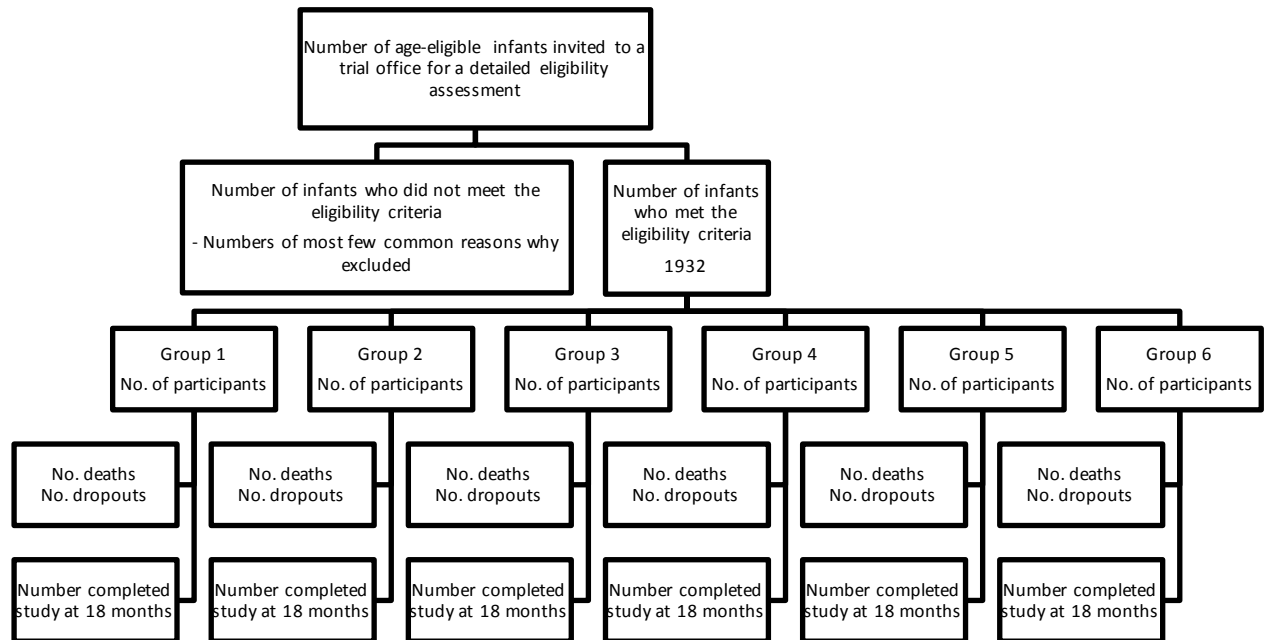 Number of age-eligible infants invited to a
trial office for a detailed eligibility
assessment
Number of infants who did not meet the
eligibility criteria
- Numbers of most few common reasons why
excluded
Number of infants
who met the
eligibility criteria
1932
Group 1
No. of participants
Group 2
No. of participants
Group 3
No. of participants
Group 4
No. of participants
Group 5
No. of participants
Group 6
No. of participants
No. deaths
No. dropouts
No. deaths
No. dropouts
No. deaths
No. dropouts
No. deaths
No. dropouts
No. deaths
No. dropouts
No. deaths
No. dropouts
Number completed
study at 18 months
Number completed
study at 18 months
Number completed
study at 18 months
Number completed
study at 18 months
Number completed
study at 18 months
Number completed
study at 18 months